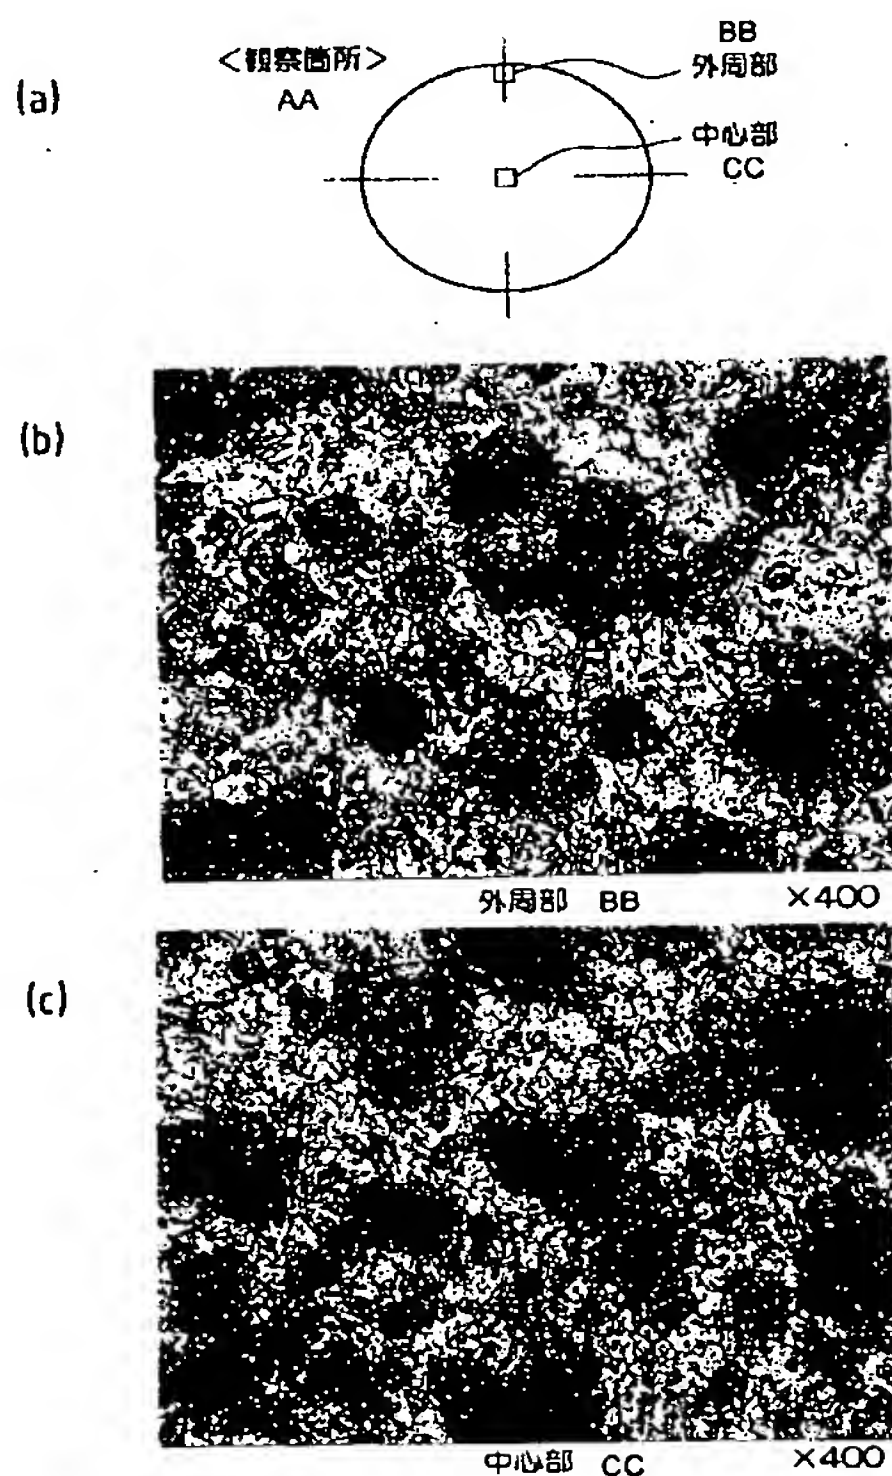 (a)
<観察箇所>
AA
BB
外周部
中心部
CC
(b)
外周部 BB ×400
(c)
中心部 CC ×400